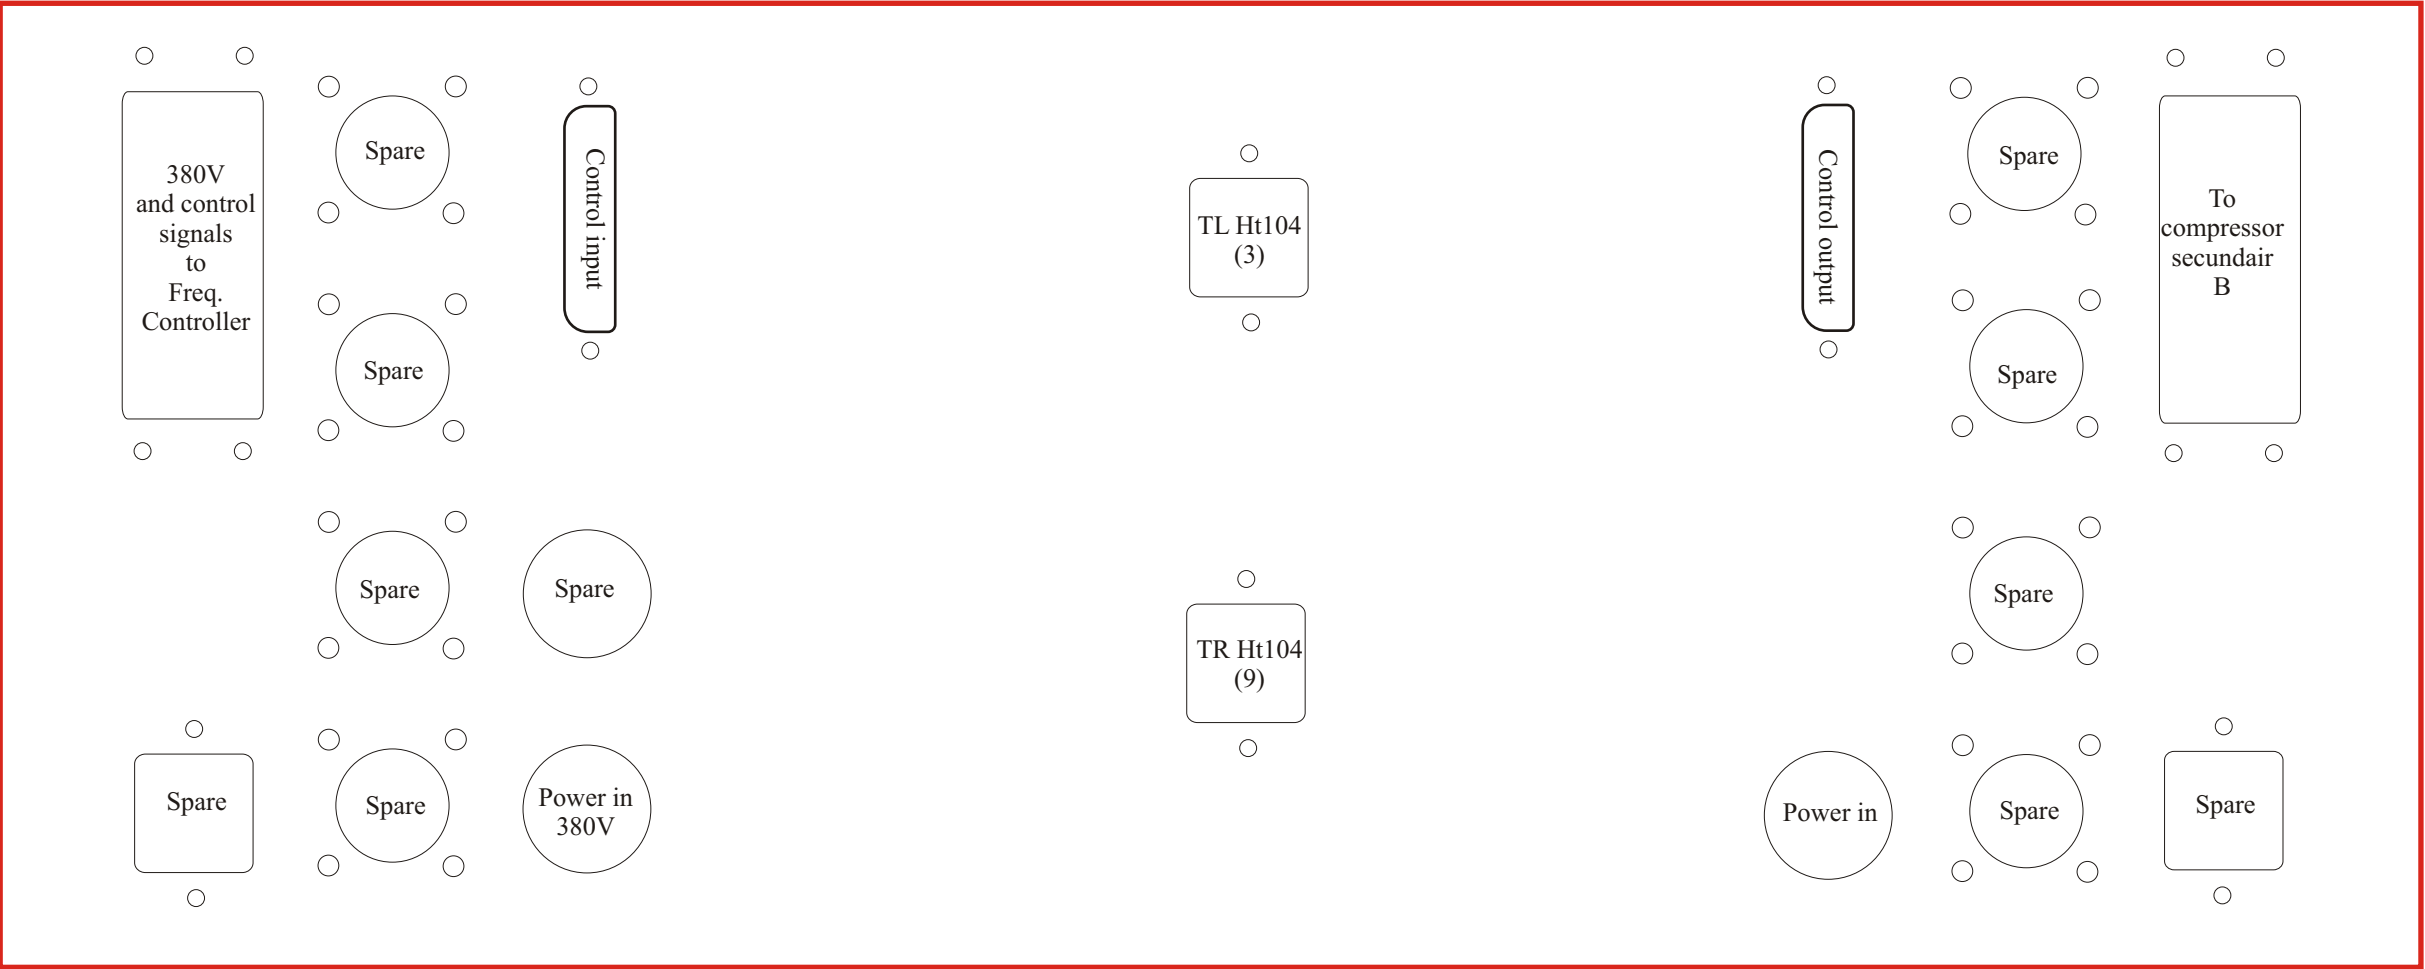 380V
and control
signals
to
Freq.
Controller
Spare
Spare
Control input
Spare
Spare
Spare
Spare
Power in
380V
TL Ht104
(3)
TR Ht104
(9)
Control output
Spare
Spare
To
compressor
secundair
B
Spare
Power in
Spare
Spare